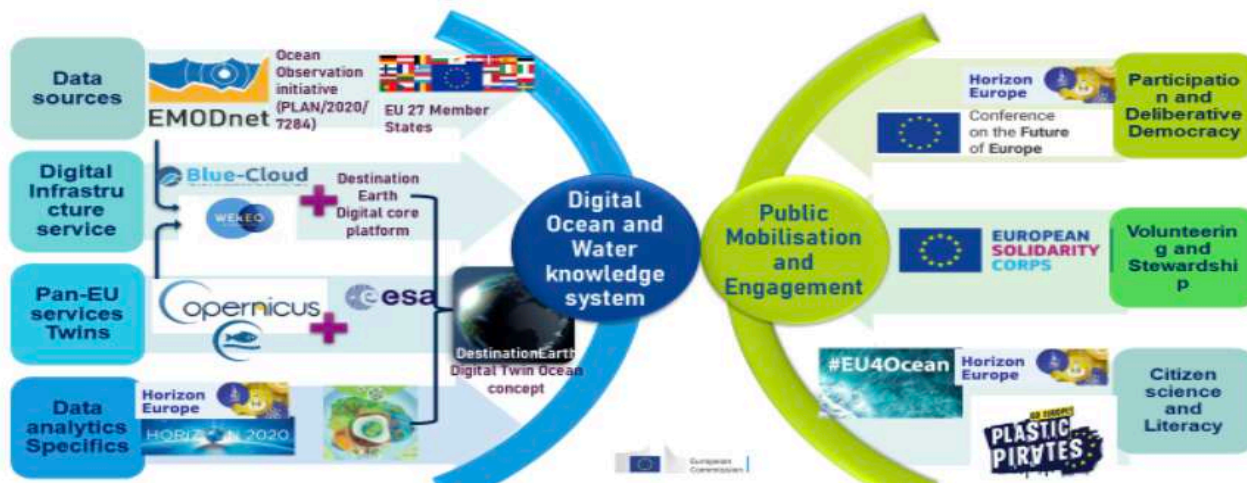 Data
sources
EMODnet
Ocean
Observation
initiative
(PLAN/2020/
7284)
EU 27 Member
States
Digital
Infrastru
cture
service
Blue-Cloud
WEkEO
Destination
Earth
Digital core
platform
Pan-EU
services
Twins
Copernicus
esa
DestinationEarth
Digital Twin Ocean
concept
Data
analytics
Specifics
Horizon
Europe
HORIZON 2020
Digital
Ocean and
Water
knowledge
system
Public
Mobilisation
and
Engagement
Horizon
Europe
Conference
on the Future
of Europe
Participatio
n and
Deliberative
Democracy
EUROPEAN
SOLIDARITY
CORPS
Volunteerin
g and
Stewardshi
p
#EU4Ocean
Horizon
Europe
GO EUROPE!
PLASTIC
PIRATES
Citizen
science
and
Literacy
European
Commission